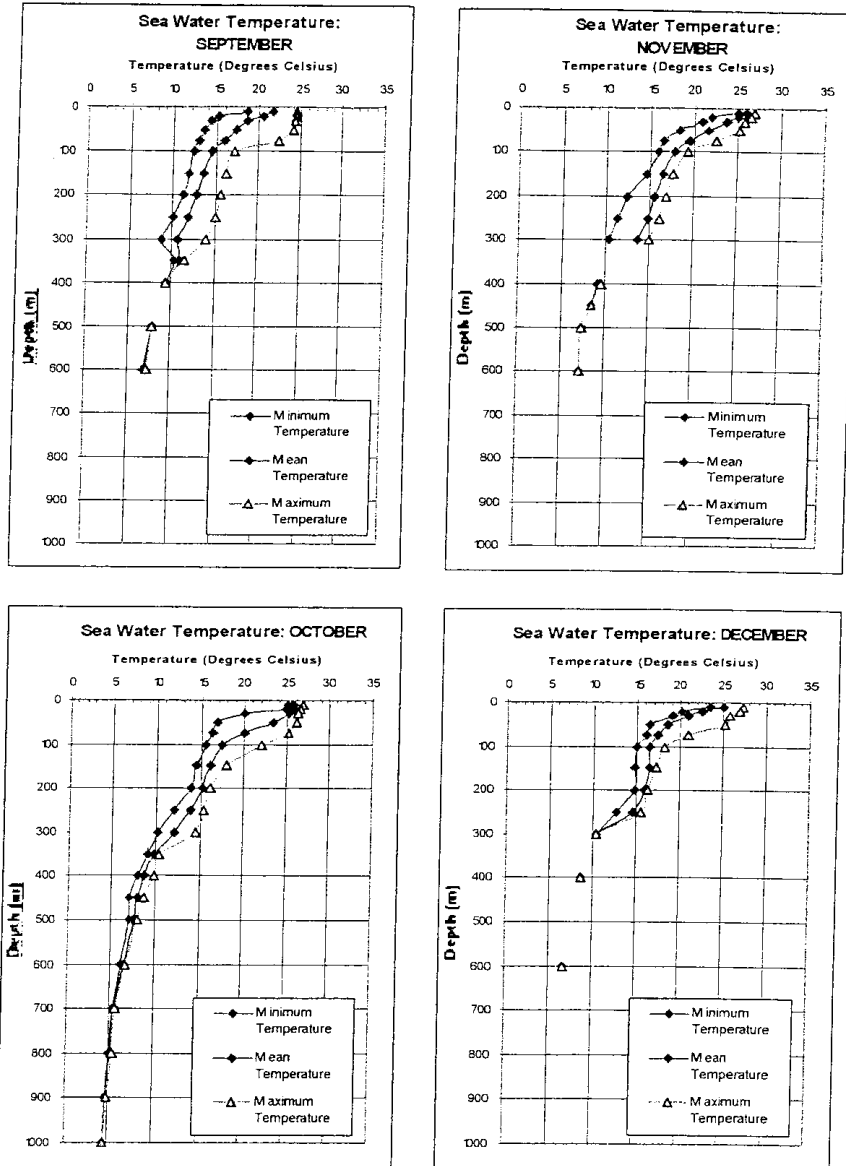 Sea Water Temperature:
SEPTEMBER
Temperature (Degrees Celsius)
0 5 10 15 20 25 30 35
0
100
200
300
400
500
600
700
800
900
1000
Depth (m)
Minimum
Temperature
Mean
Temperature
Maximum
Temperature
Sea Water Temperature:
NOVEMBER
Temperature (Degrees Celsius)
0 5 10 15 20 25 30 35
0
100
200
300
400
500
600
700
800
900
1000
Depth (m)
Minimum
Temperature
Mean
Temperature
Maximum
Temperature
Sea Water Temperature: OCTOBER
Temperature (Degrees Celsius)
0 5 10 15 20 25 30 35
0
100
200
300
400
500
600
700
800
900
1000
Depth (m)
Minimum
Temperature
Mean
Temperature
Maximum
Temperature
Sea Water Temperature: DECEMBER
Temperature (Degrees Celsius)
0 5 10 15 20 25 30 35
0
100
200
300
400
500
600
700
800
900
1000
Depth (m)
Minimum
Temperature
Mean
Temperature
Maximum
Temperature